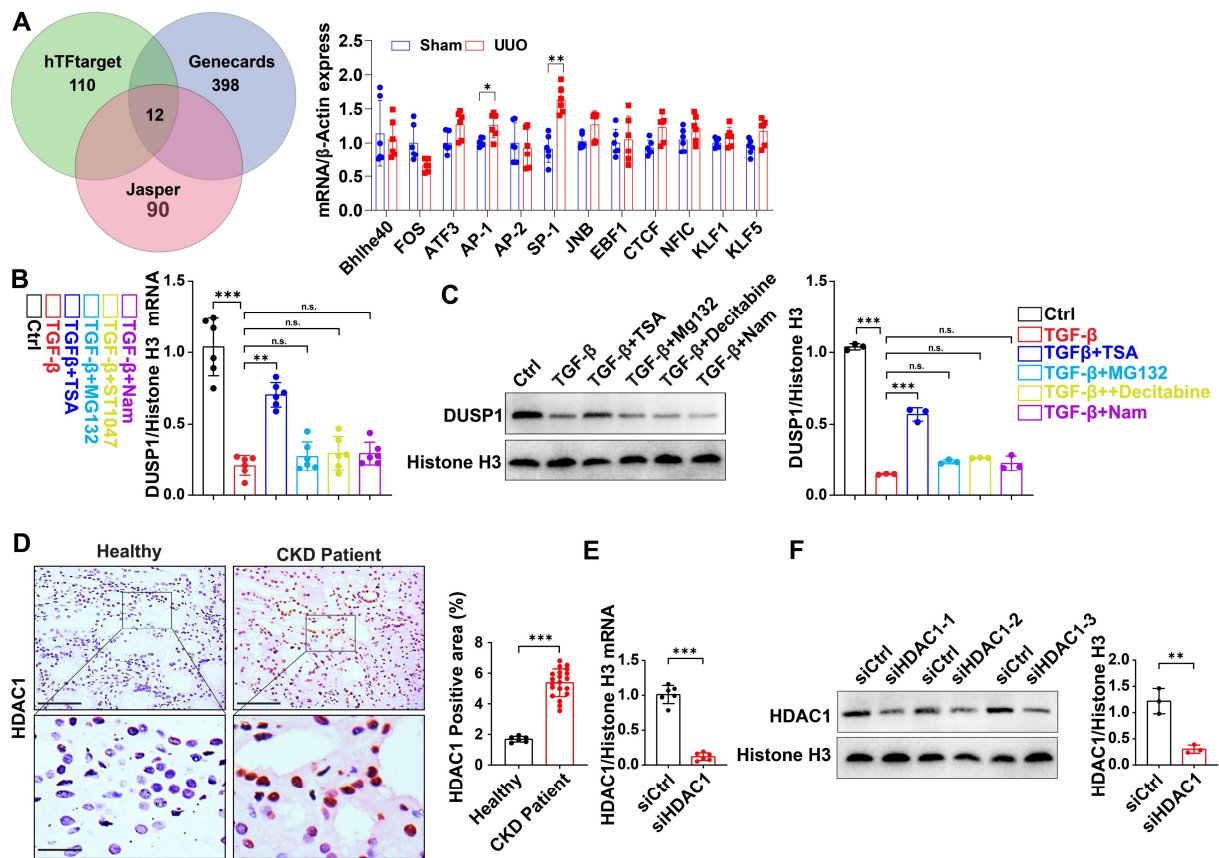 A
hTFtarget
110
Genecards
398
12
Jasper
90
mRNA/β-Actin express
2.5
2.0
1.5
1.0
0.5
0.0
Sham
UUO
*
**
Bhlhe40
FOS
ATF3
AP-1
AP-2
SP-1
JNB
EBF1
CTCF
NFIC
KLF1
KLF5
B
Ctrl
TGF-β
TGFβ+TSA
TGF-β+MG132
TGF-β+ST1047
TGF-β+Nam
DUSP1/Histone H3 mRNA
1.5
1.0
0.5
0.0
***
**
n.s.
n.s.
n.s.
C
Ctrl
TGF-β
TGF-β+TSA
TGF-β+Mg132
TGF-β+Decitabine
TGF-β+Nam
DUSP1
Histone H3
DUSP1/Histone H3
1.5
1.0
0.5
0.0
***
***
n.s.
n.s.
n.s.
Ctrl
TGF-β
TGFβ+TSA
TGF-β+MG132
TGF-β++Decitabine
TGF-β+Nam
D
Healthy
CKD Patient
HDAC1
HDAC1 Positive area (%)
8
6
4
2
0
***
Healthy
CKD Patient
E
HDAC1/Histone H3 mRNA
1.5
1.0
0.5
0.0
***
siCtrl
siHDAC1
F
siCtrl
siHDAC1-1
siCtrl
siHDAC1-2
siCtrl
siHDAC1-3
HDAC1
Histone H3
HDAC1/Histone H3
2.0
1.5
1.0
0.5
0.0
**
siCtrl
siHDAC1